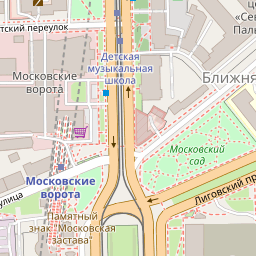 це
«Сев
Паль
тский переулок
Детская
музыкальная
школа
Московские
ворота
БЛИЖНЯ
Московский
сад
Московские
ворота
улица
Лиговский пр
Памятный
знак "Московская
застава"